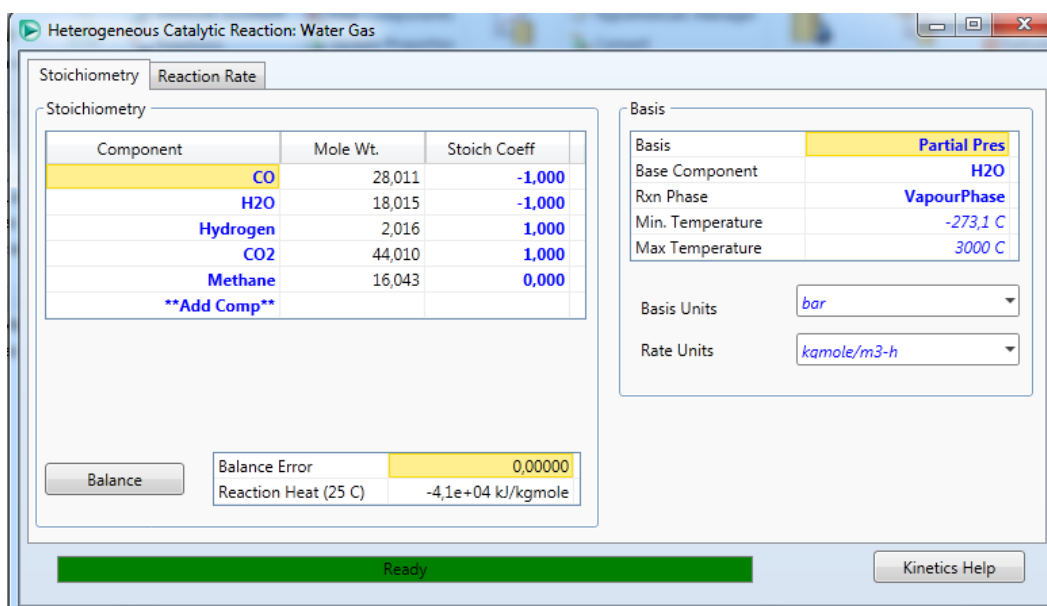 Heterogeneous Catalytic Reaction: Water Gas
Stoichiometry Reaction Rate
Stoichiometry
Component Mole Wt. Stoich Coeff
CO 28,011 -1,000
H2O 18,015 -1,000
Hydrogen 2,016 1,000
CO2 44,010 1,000
Methane 16,043 0,000
**Add Comp**
Balance
Balance Error 0,00000
Reaction Heat (25 C) -4,1e+04 kJ/kgmole
Basis
Basis Partial Pres
Base Component H2O
Rxn Phase VapourPhase
Min. Temperature -273,1 C
Max Temperature 3000 C
Basis Units bar
Rate Units kgmole/m3-h
Ready
Kinetics Help